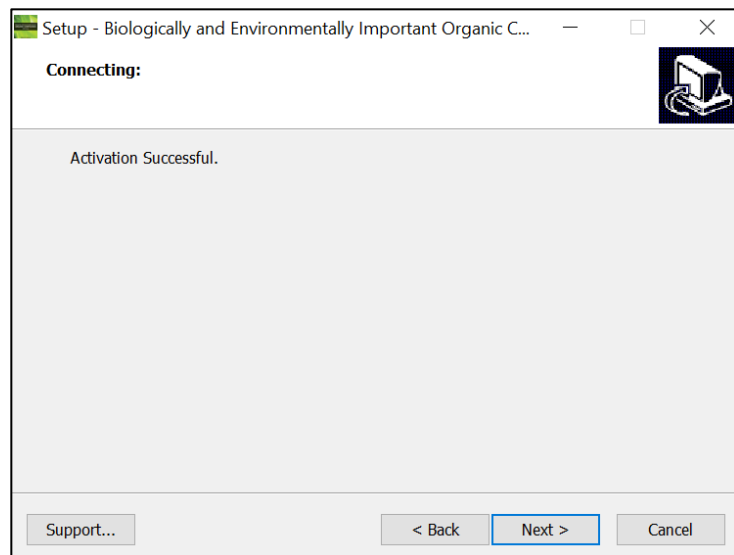 Setup - Biologically and Environmentally Important Organic C...
Connecting:
Activation Successful.
Support...
< Back
Next >
Cancel